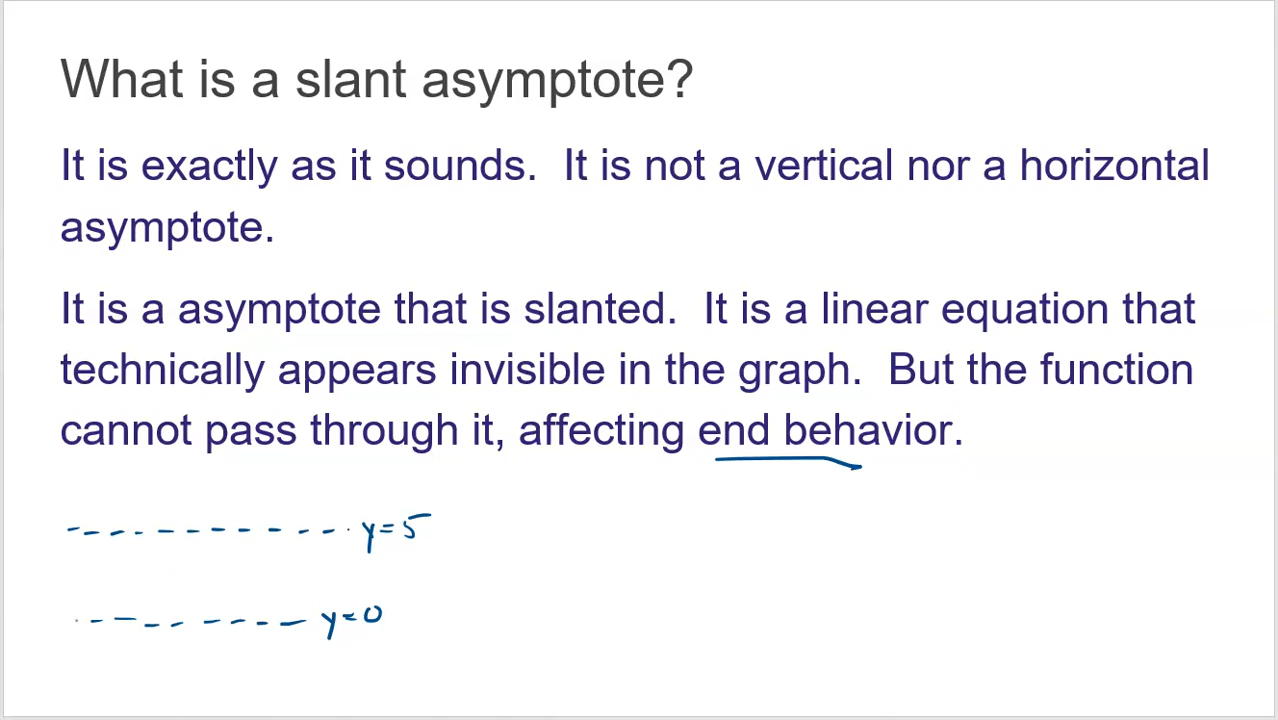 What is a slant asymptote?
It is exactly as it sounds.  It is not a vertical nor a horizontal
asymptote.
It is a asymptote that is slanted.  It is a linear equation that
technically appears invisible in the graph.  But the function
cannot pass through it, affecting end behavior.
y=5
y=0